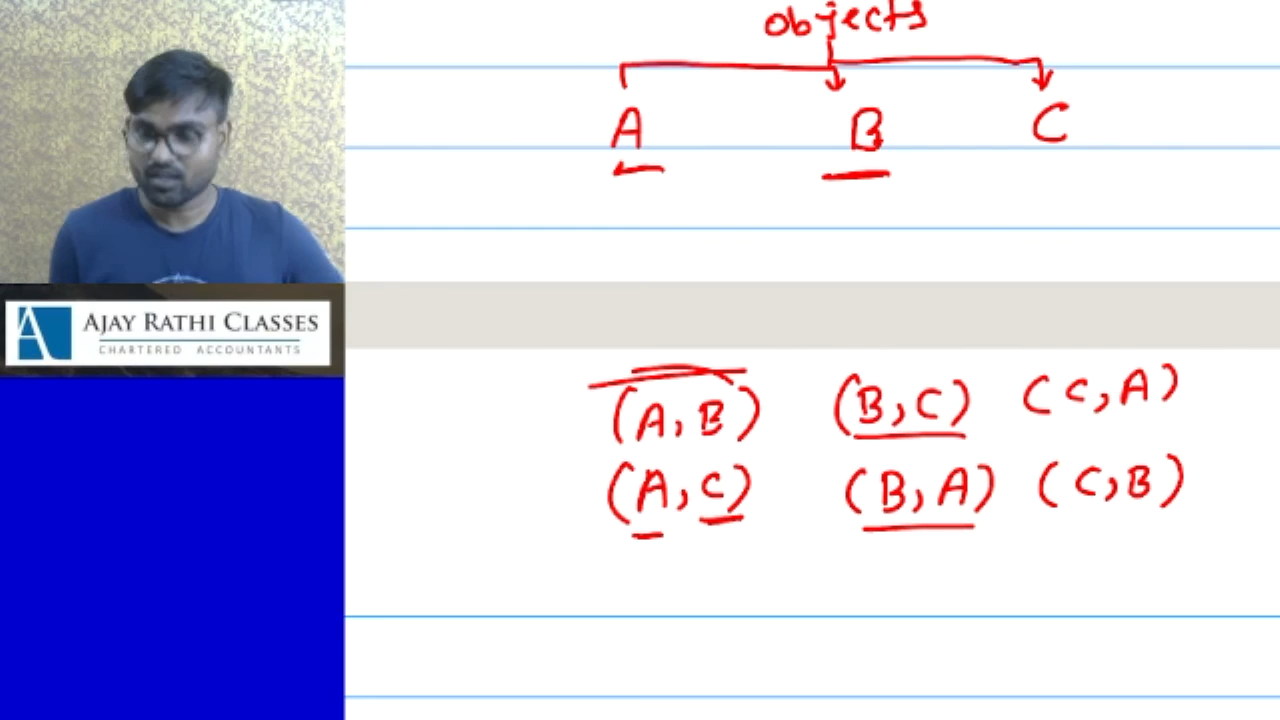 objects
A B C
AJAY RATHI CLASSES
CHARTERED ACCOUNTANTS
(A, B) (B, C) (C, A)
(A, C) (B, A) (C, B)